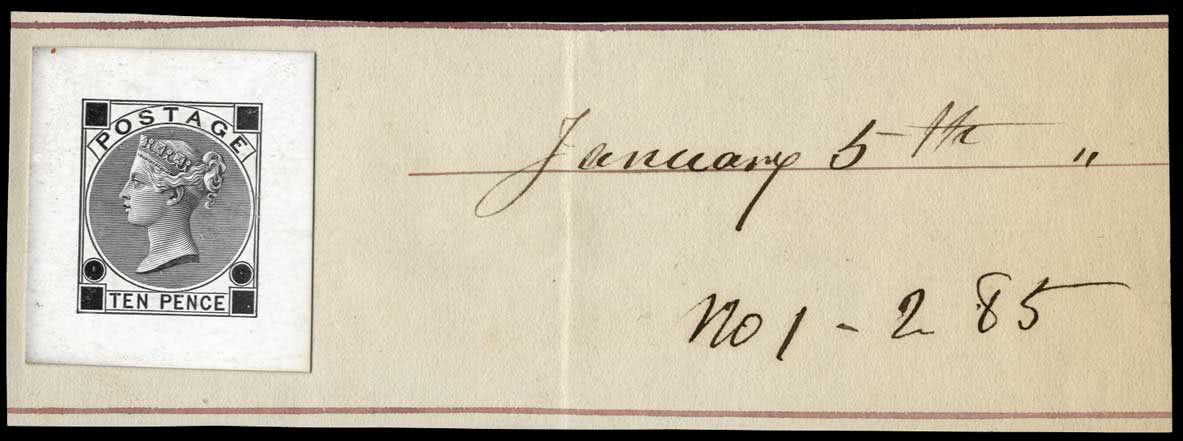 POSTAGE
TEN PENCE
January 5th "
No 1 - 2 85